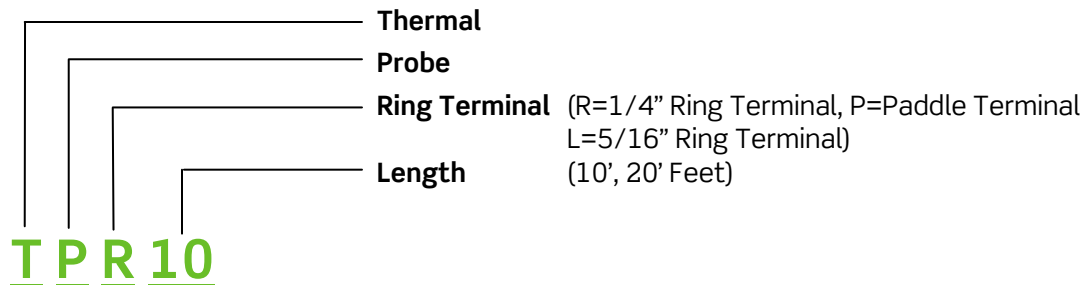 Thermal
Probe
Ring Terminal (R=1/4” Ring Terminal, P=Paddle Terminal
L=5/16” Ring Terminal)
Length (10’, 20’ Feet)
T P R 10